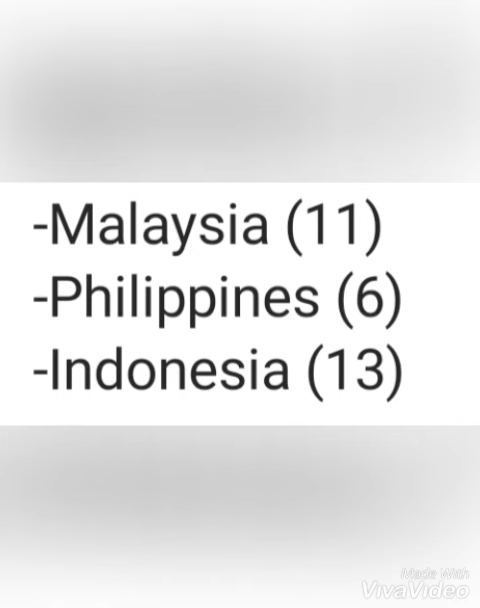 -Malaysia (11)
-Philippines (6)
-Indonesia (13)
Made With
VivaVideo